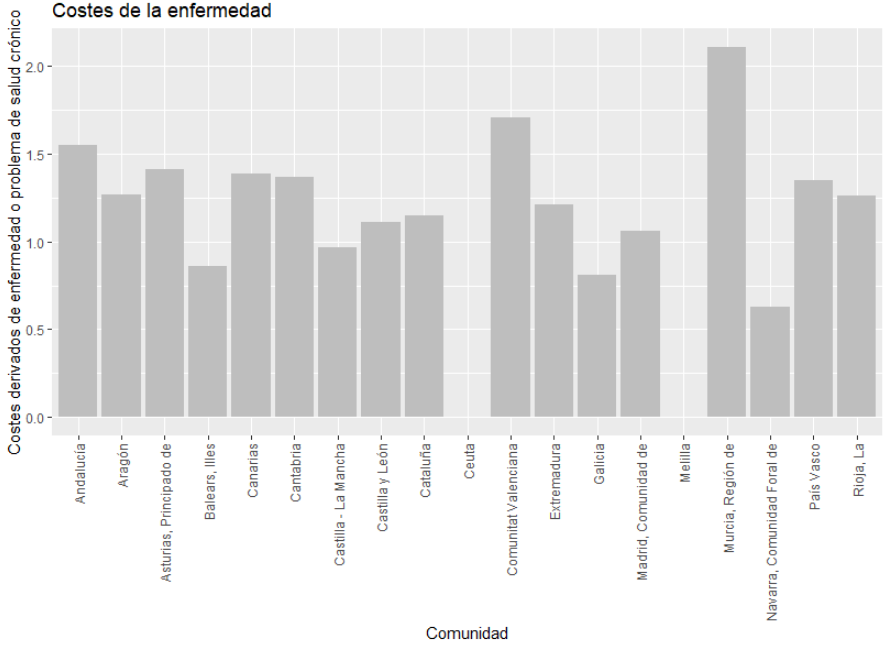 Costes de la enfermedad
Costes derivados de enfermedad o problema de salud crónico
2.0
1.5
1.0
0.5
0.0
Andalucía
Aragón
Asturias, Principado de
Balears, Illes
Canarias
Cantabria
Castilla - La Mancha
Castilla y León
Cataluña
Ceuta
Comunitat Valenciana
Extremadura
Galicia
Madrid, Comunidad de
Melilla
Murcia, Región de
Navarra, Comunidad Foral de
País Vasco
Rioja, La
Comunidad